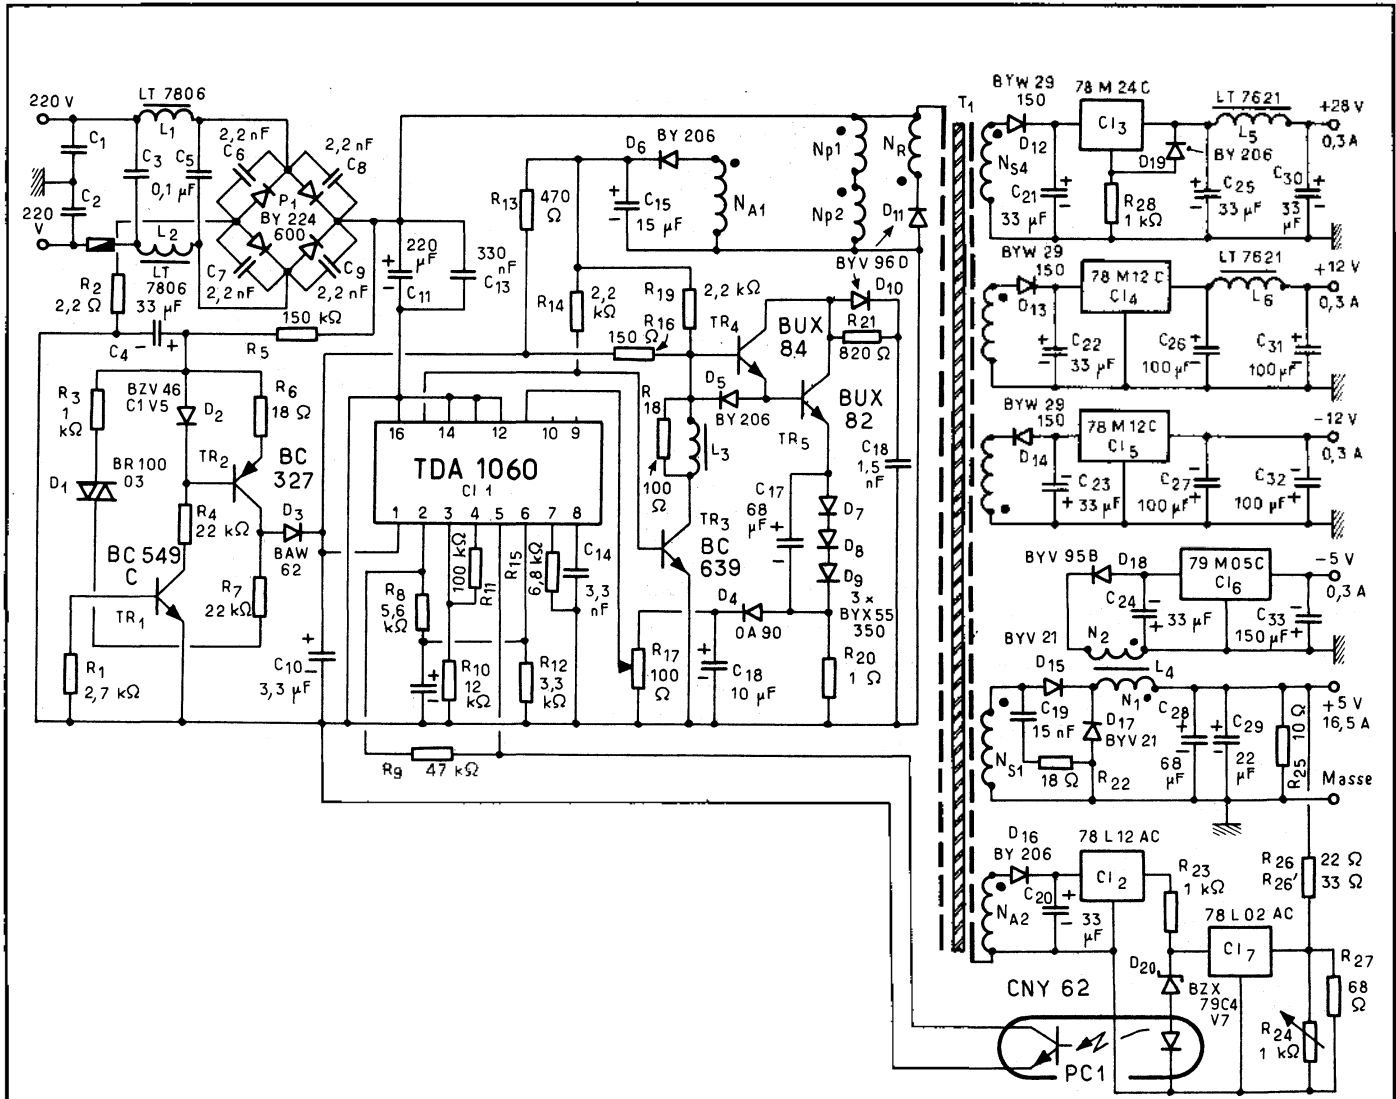 220 V
LT 7806
L1
C1
C2
220
V
C3
0,1 µF
C5
2,2 nF
C6
2,2 nF
C8
P1
BY 224
600
L2
LT
7806
C7
2,2 nF
C9
2,2 nF
R2
2,2 Ω
33 µF
C4
150 kΩ
R5
220
µF
C11
330
nF
C13
R13
470
Ω
D6
BY 206
C15
15 µF
NA1
Np1
Np2
NR
D11
BYV 96D
D10
R21
820 Ω
R14
2,2
kΩ
R19
2,2 kΩ
R16
150
Ω
TR4
BUX
84
D5
BY 206
BUX
82
TR5
R18
100
Ω
L3
C18
1,5
nF
R3
1
kΩ
BZV 46
C1V5
D2
R6
18 Ω
TR2
BC
327
BR 100
03
D1
R4
22 kΩ
D3
BAW
62
BC 549
C
TR1
R7
22 kΩ
R1
2,7 kΩ
C10
3,3 µF
16
14
12
10
9
TDA 1060
CI 1
1
2
3
4
5
6
7
8
R8
5,6
kΩ
100 kΩ
R11
R15
6,8 kΩ
C14
3,3
nF
R10
12
kΩ
R12
3,3
kΩ
R9
47 kΩ
TR3
BC
639
C17
68
µF
D7
D8
D9
3 ×
BYX 55
350
D4
0A 90
R17
100
Ω
C18
10 µF
R20
1 Ω
T1
BYW 29
150
D12
NS4
C21
33 µF
78 M 24 C
CI3
D19
BY 206
R28
1 kΩ
LT 7621
L5
C25
33 µF
C30
33
µF
+28 V
0,3 A
BYW 29
150
D13
C22
33 µF
78 M12 C
CI4
LT 7621
L6
C26
100 µF
C31
100 µF
+12 V
0,3 A
BYW 29
150
D14
C23
33 µF
78 M12C
CI5
C27
100 µF
C32
100 µF
−12 V
0,3 A
BYV 95B
D18
C24
33 µF
79 M 05C
CI6
C33
150 µF
−5 V
0,3 A
N2
L4
BYV 21
D15
N1
C19
15 nF
D17
BYV 21
NS1
18 Ω
R22
C28
68
µF
C29
22
µF
10 Ω
R25
+5 V
16,5 A
Masse
D16
BY 206
NA2
C20
33
µF
78 L 12 AC
CI2
R23
1 kΩ
78 L 02 AC
CI7
R26
R26'
22 Ω
33 Ω
D20
BZX
79C4
V7
R24
1 kΩ
R27
68
Ω
CNY 62
PC1